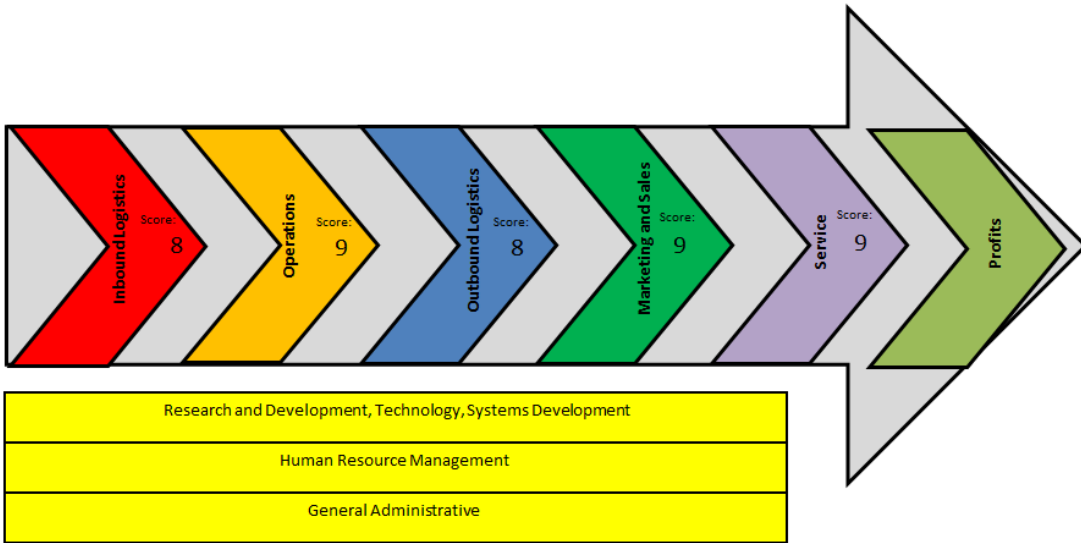 Inbound Logistics
Score:
8
Operations
Score:
9
Outbound Logistics
Score:
8
Marketing and Sales
Score:
9
Service
Score:
9
Profits
Research and Development, Technology, Systems Development
Human Resource Management
General Administrative